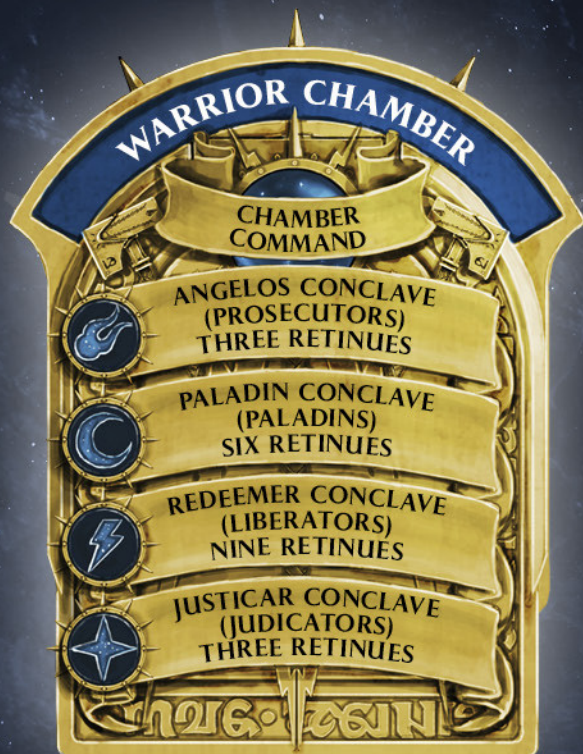 WARRIOR CHAMBER
CHAMBER
COMMAND
ANGELOS CONCLAVE
(PROSECUTORS)
THREE RETINUES
PALADIN CONCLAVE
(PALADINS)
SIX RETINUES
REDEEMER CONCLAVE
(LIBERATORS)
NINE RETINUES
JUSTICAR CONCLAVE
(JUDICATORS)
THREE RETINUES